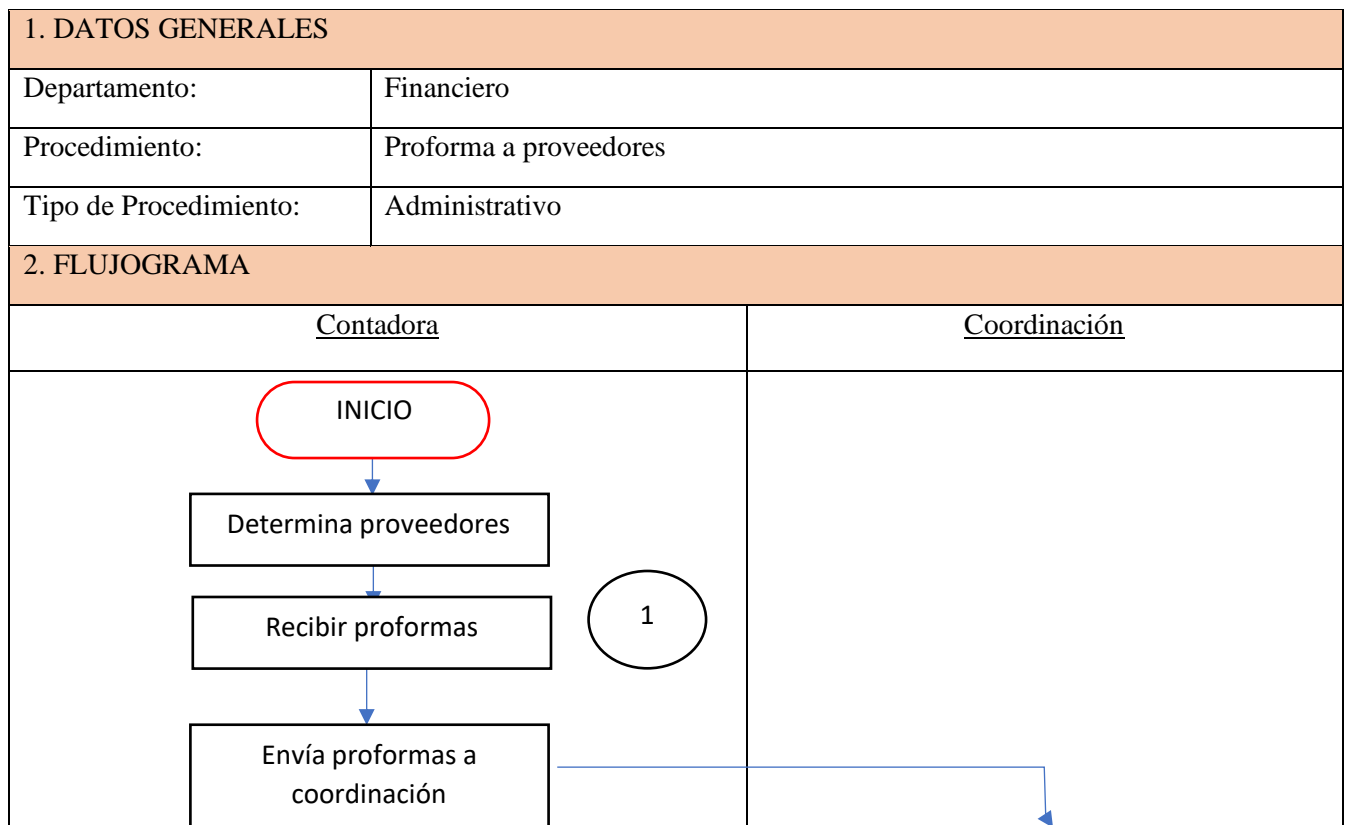 1. DATOS GENERALES
Departamento: Financiero
Procedimiento: Proforma a proveedores
Tipo de Procedimiento: Administrativo
2. FLUJOGRAMA
Contadora Coordinación
INICIO
Determina proveedores
Recibir proformas
1
Envía proformas a
coordinación